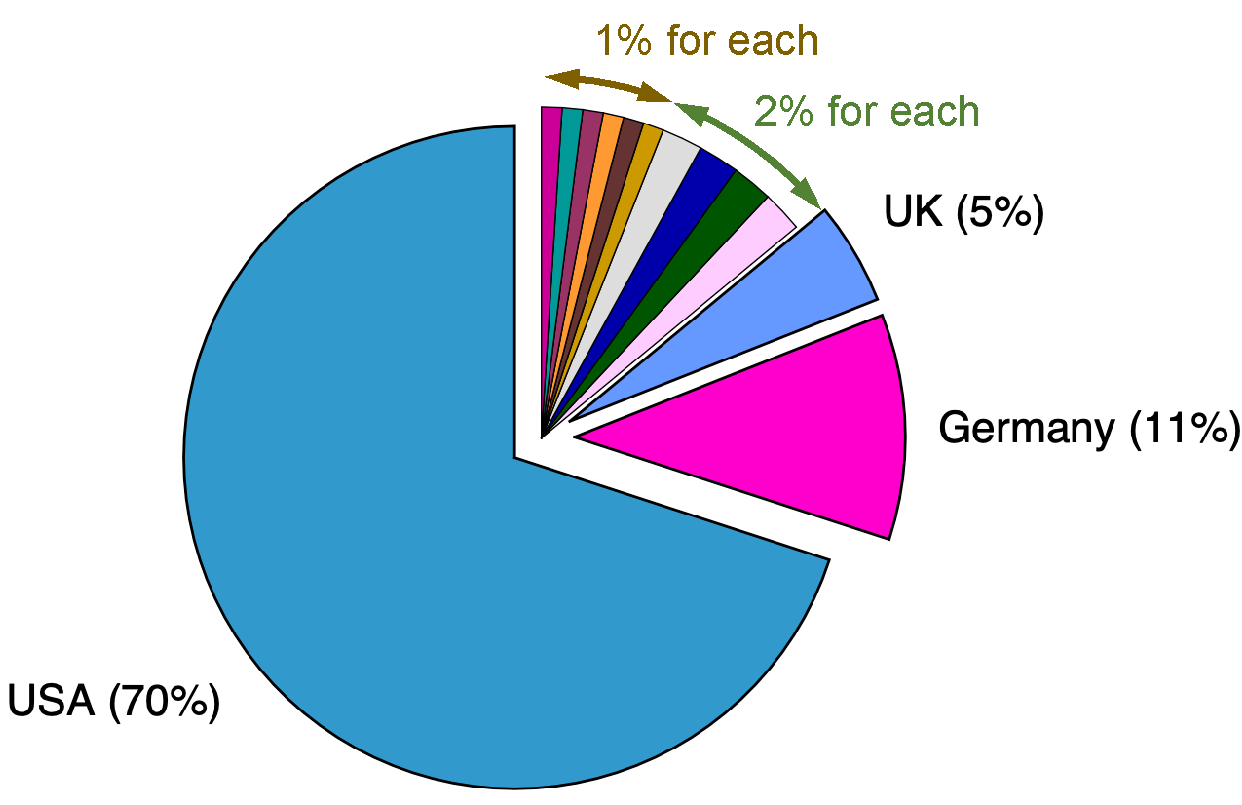 1% for each
2% for each
UK (5%)
Germany (11%)
USA (70%)